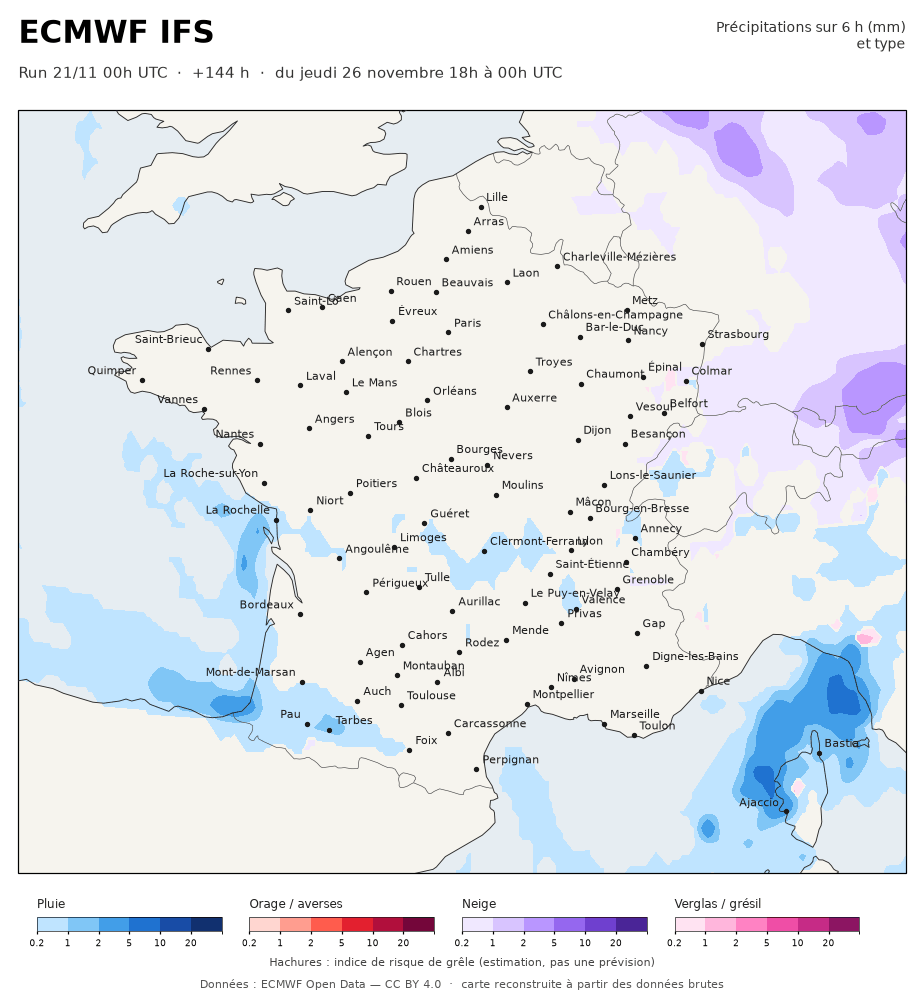 ECMWF IFS
Précipitations sur 6 h (mm)
et type
Run 21/11 00h UTC · +144 h · du jeudi 26 novembre 18h à 00h UTC
Lille
Arras
Amiens
Charleville-Mézières
Laon
Rouen
Beauvais
Saint-Lô
Caen
Metz
Évreux
Châlons-en-Champagne
Paris
Bar-le-Duc
Nancy
Strasbourg
Saint-Brieuc
Alençon
Chartres
Troyes
Épinal
Quimper
Rennes
Laval
Le Mans
Chaumont
Colmar
Vannes
Orléans
Auxerre
Vesoul
Belfort
Angers
Blois
Tours
Nantes
Dijon
Besançon
Bourges
Nevers
La Roche-sur-Yon
Châteauroux
Lons-le-Saunier
Poitiers
Moulins
Niort
La Rochelle
Guéret
Mâcon
Bourg-en-Bresse
Annecy
Limoges
Clermont-Ferrand
Lyon
Angoulême
Chambéry
Saint-Étienne
Périgueux
Tulle
Grenoble
Le Puy-en-Velay
Valence
Bordeaux
Aurillac
Privas
Gap
Cahors
Rodez
Mende
Agen
Digne-les-Bains
Mont-de-Marsan
Montauban
Albi
Nîmes
Avignon
Nice
Auch
Toulouse
Montpellier
Pau
Tarbes
Carcassonne
Marseille
Toulon
Foix
Bastia
Perpignan
Ajaccio
Pluie
0.2 1 2 5 10 20
Orage / averses
0.2 1 2 5 10 20
Neige
0.2 1 2 5 10 20
Verglas / grésil
0.2 1 2 5 10 20
Hachures : indice de risque de grêle (estimation, pas une prévision)
Données : ECMWF Open Data — CC BY 4.0 · carte reconstruite à partir des données brutes